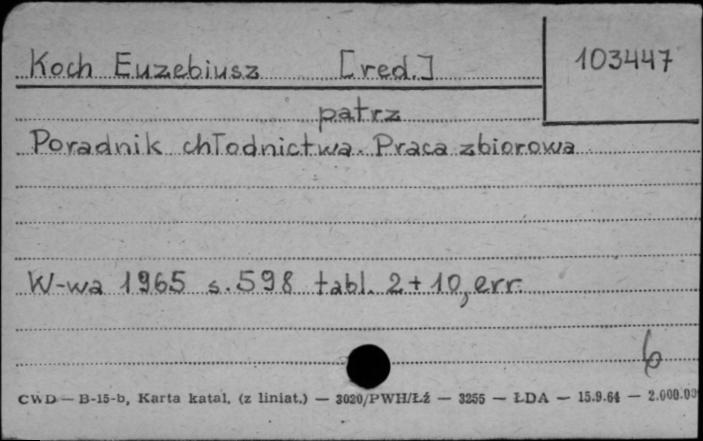 Koch Euzebiusz [red.]
103447
patrz
Poradnik chłodnictwa. Praca zbiorowa
W-wa 1965 s. 598 tabl. 2+10, err.
6
CWD — B-15-b, Karta katal. (z liniat.) — 3020/PWH/Łź — 3255 — ŁDA — 15.9.64 — 2.000.00